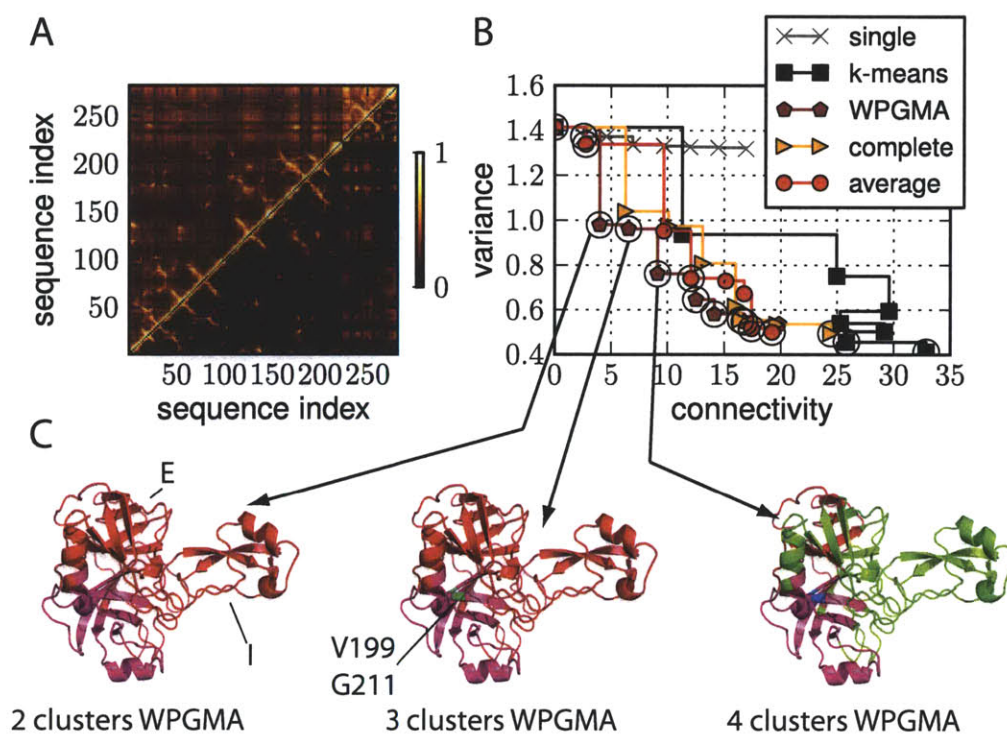 A
sequence index
250
200
150
100
50
50 100 150 200 250
sequence index
1
0
B
single
k-means
WPGMA
complete
average
variance
1.6
1.4
1.2
1.0
0.8
0.6
0.4
0 5 10 15 20 25 30 35
connectivity
C
E
I
V199
G211
2 clusters WPGMA
3 clusters WPGMA
4 clusters WPGMA